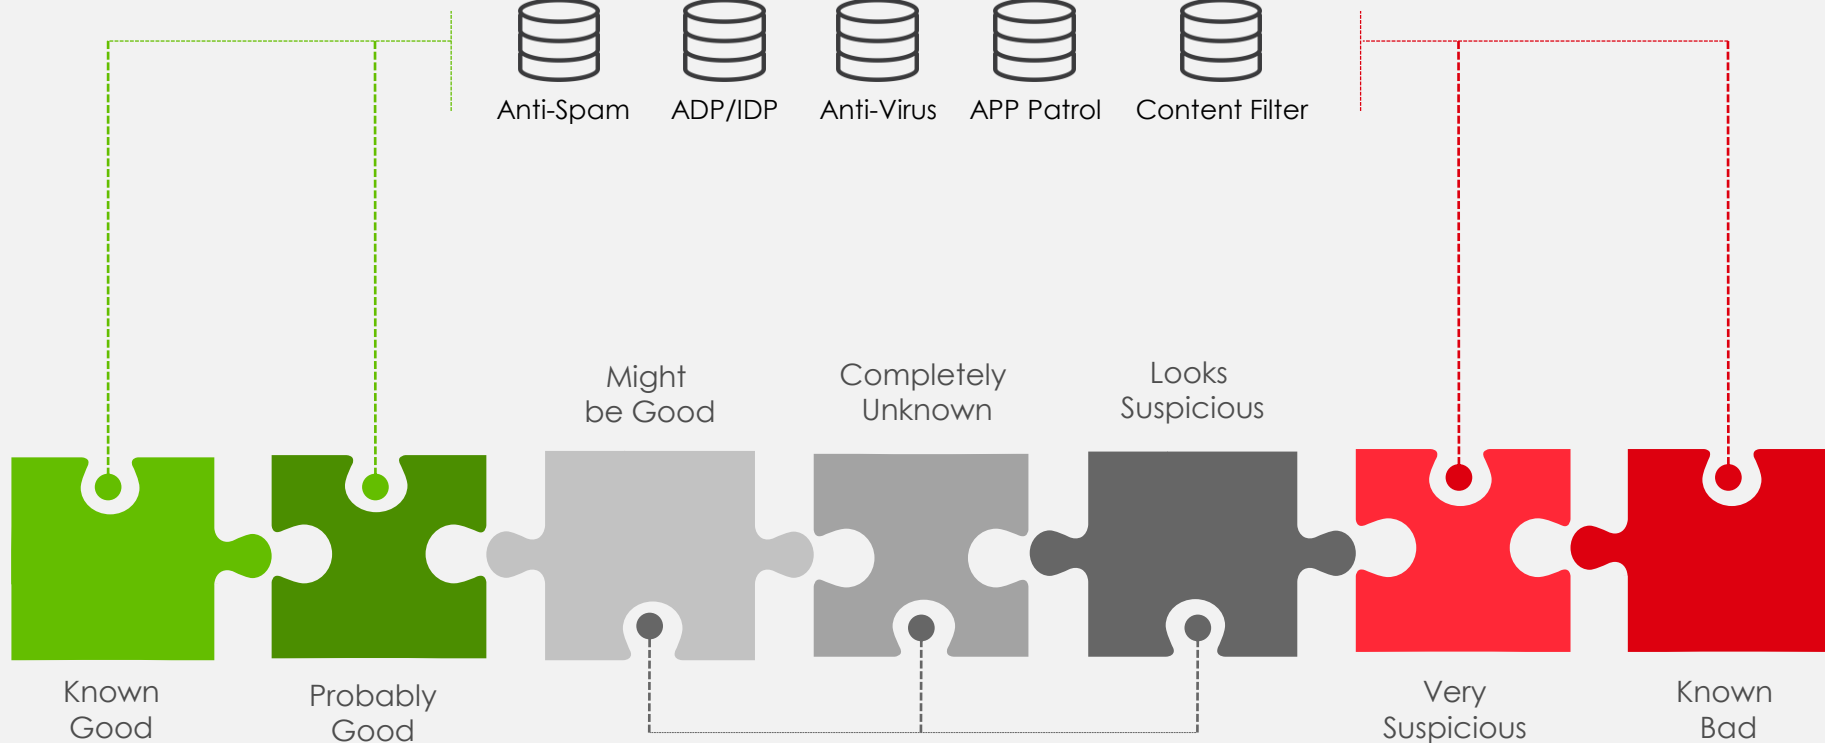 Anti-Spam
ADP/IDP
Anti-Virus
APP Patrol
Content Filter
Might
be Good
Completely
Unknown
Looks
Suspicious
Known
Good
Probably
Good
Very
Suspicious
Known
Bad